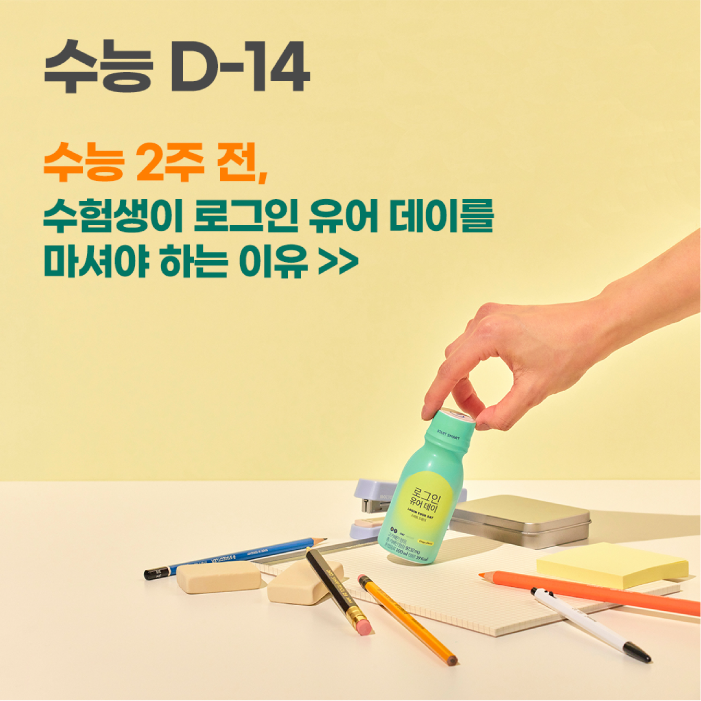 수능 D-14
수능 2주 전,
수험생이 로그인 유어 데이를
마셔야 하는 이유 >>
로그인
유어 데이